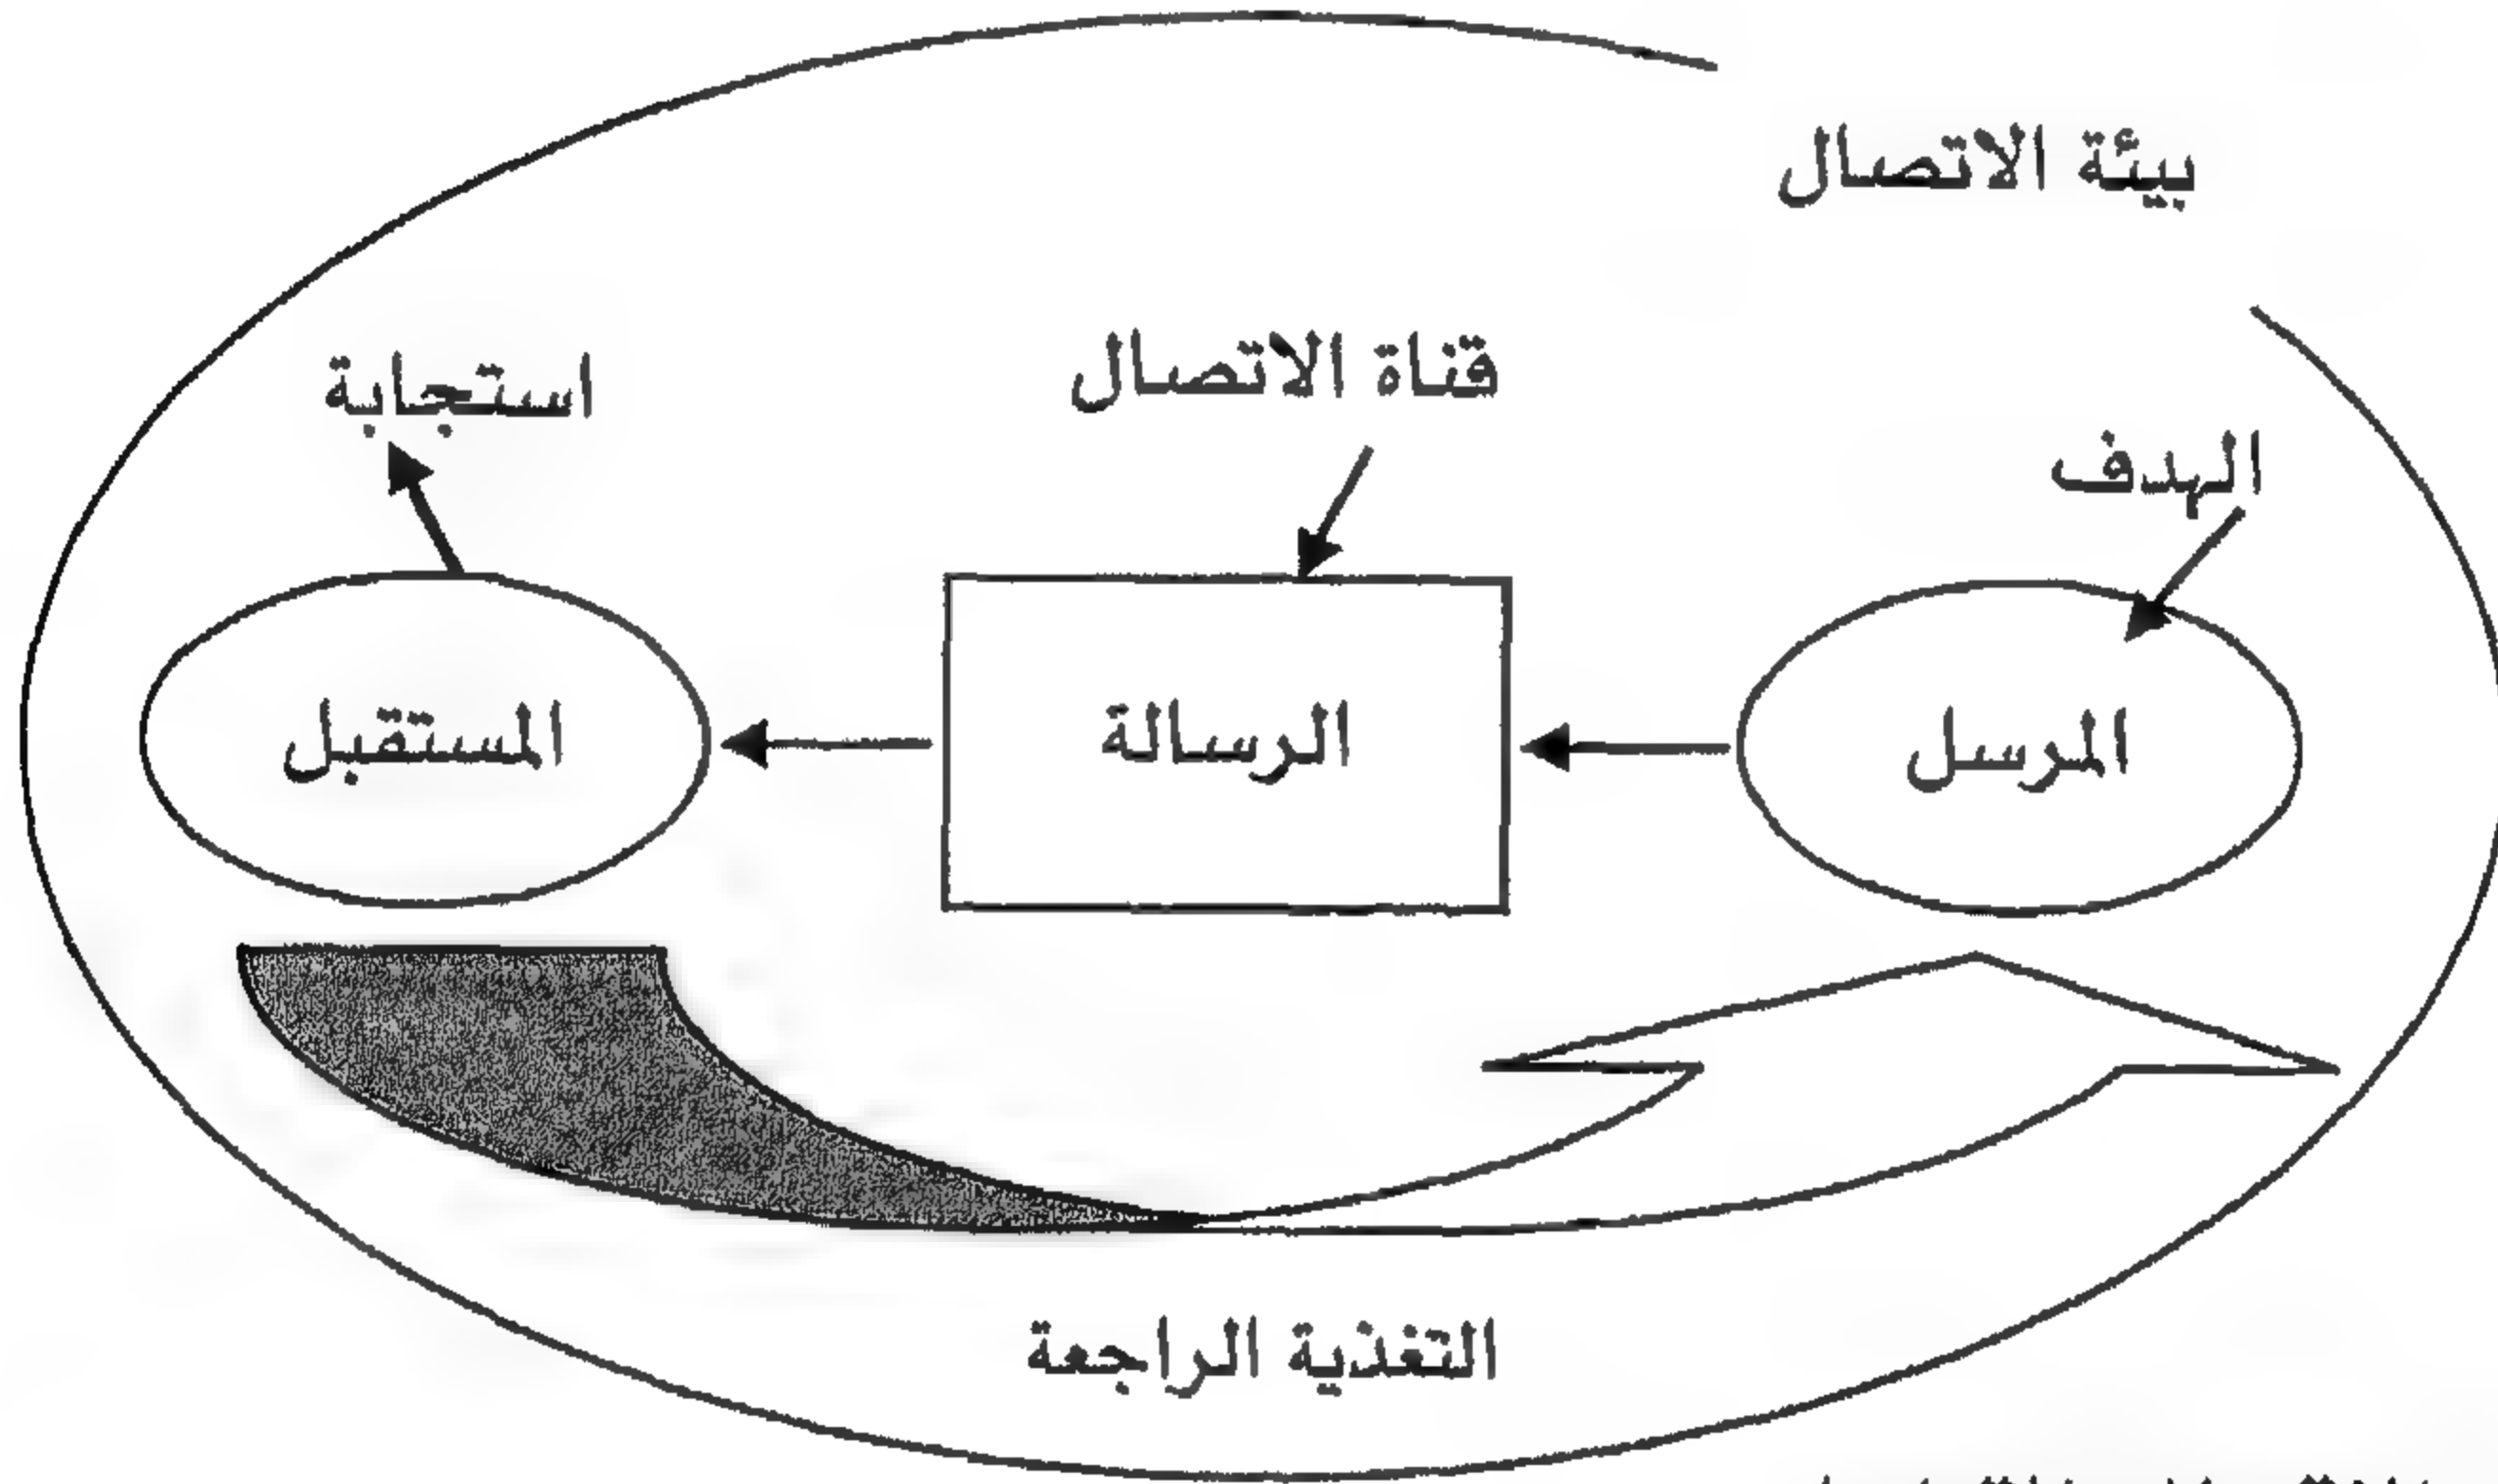 بيئة الاتصال
قناة الاتصال
استجابة
الهدف
المرسل
الرسالة
المستقبل
التغذية الراجعة